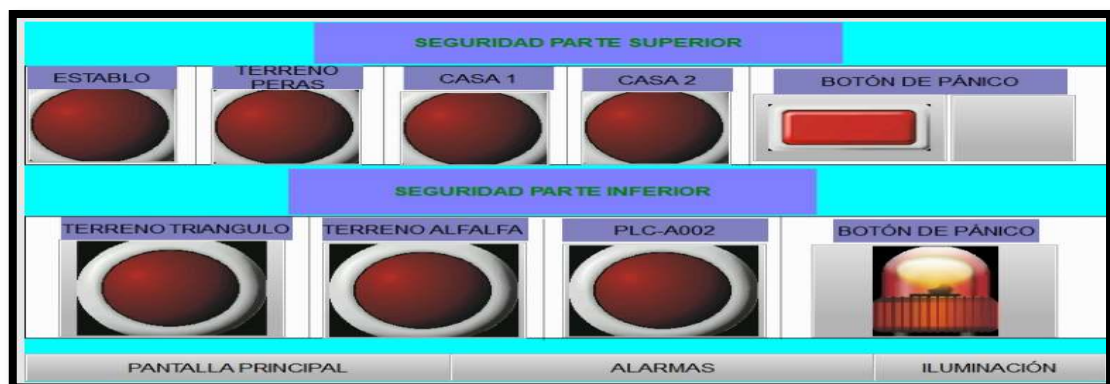 SEGURIDAD PARTE SUPERIOR
ESTABLO
TERRENO
PERAS
CASA 1
CASA 2
BOTÓN DE PÁNICO
SEGURIDAD PARTE INFERIOR
TERRENO TRIANGULO
TERRENO ALFALFA
PLC-A002
BOTÓN DE PÁNICO
PANTALLA PRINCIPAL
ALARMAS
ILUMINACIÓN